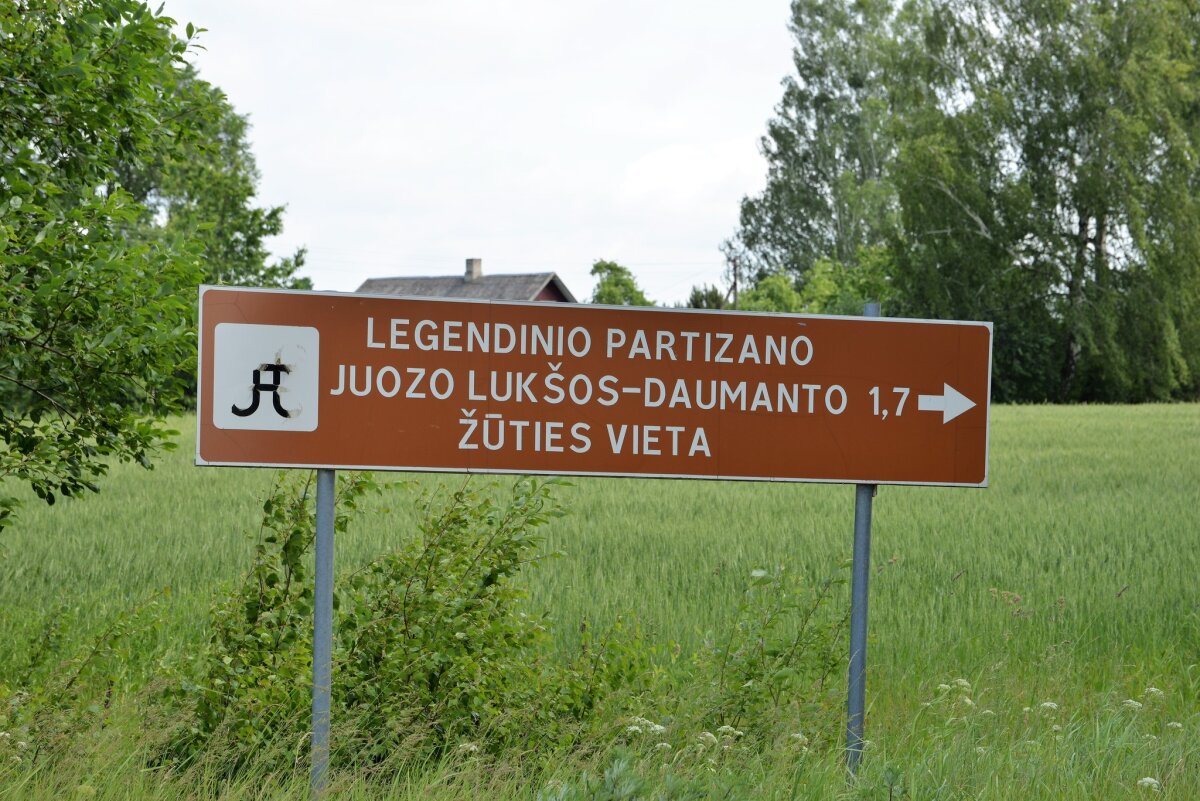 LEGENDINIO PARTIZANO
JUOZO LUKŠOS-DAUMANTO 1,7
ŽŪTIES VIETA